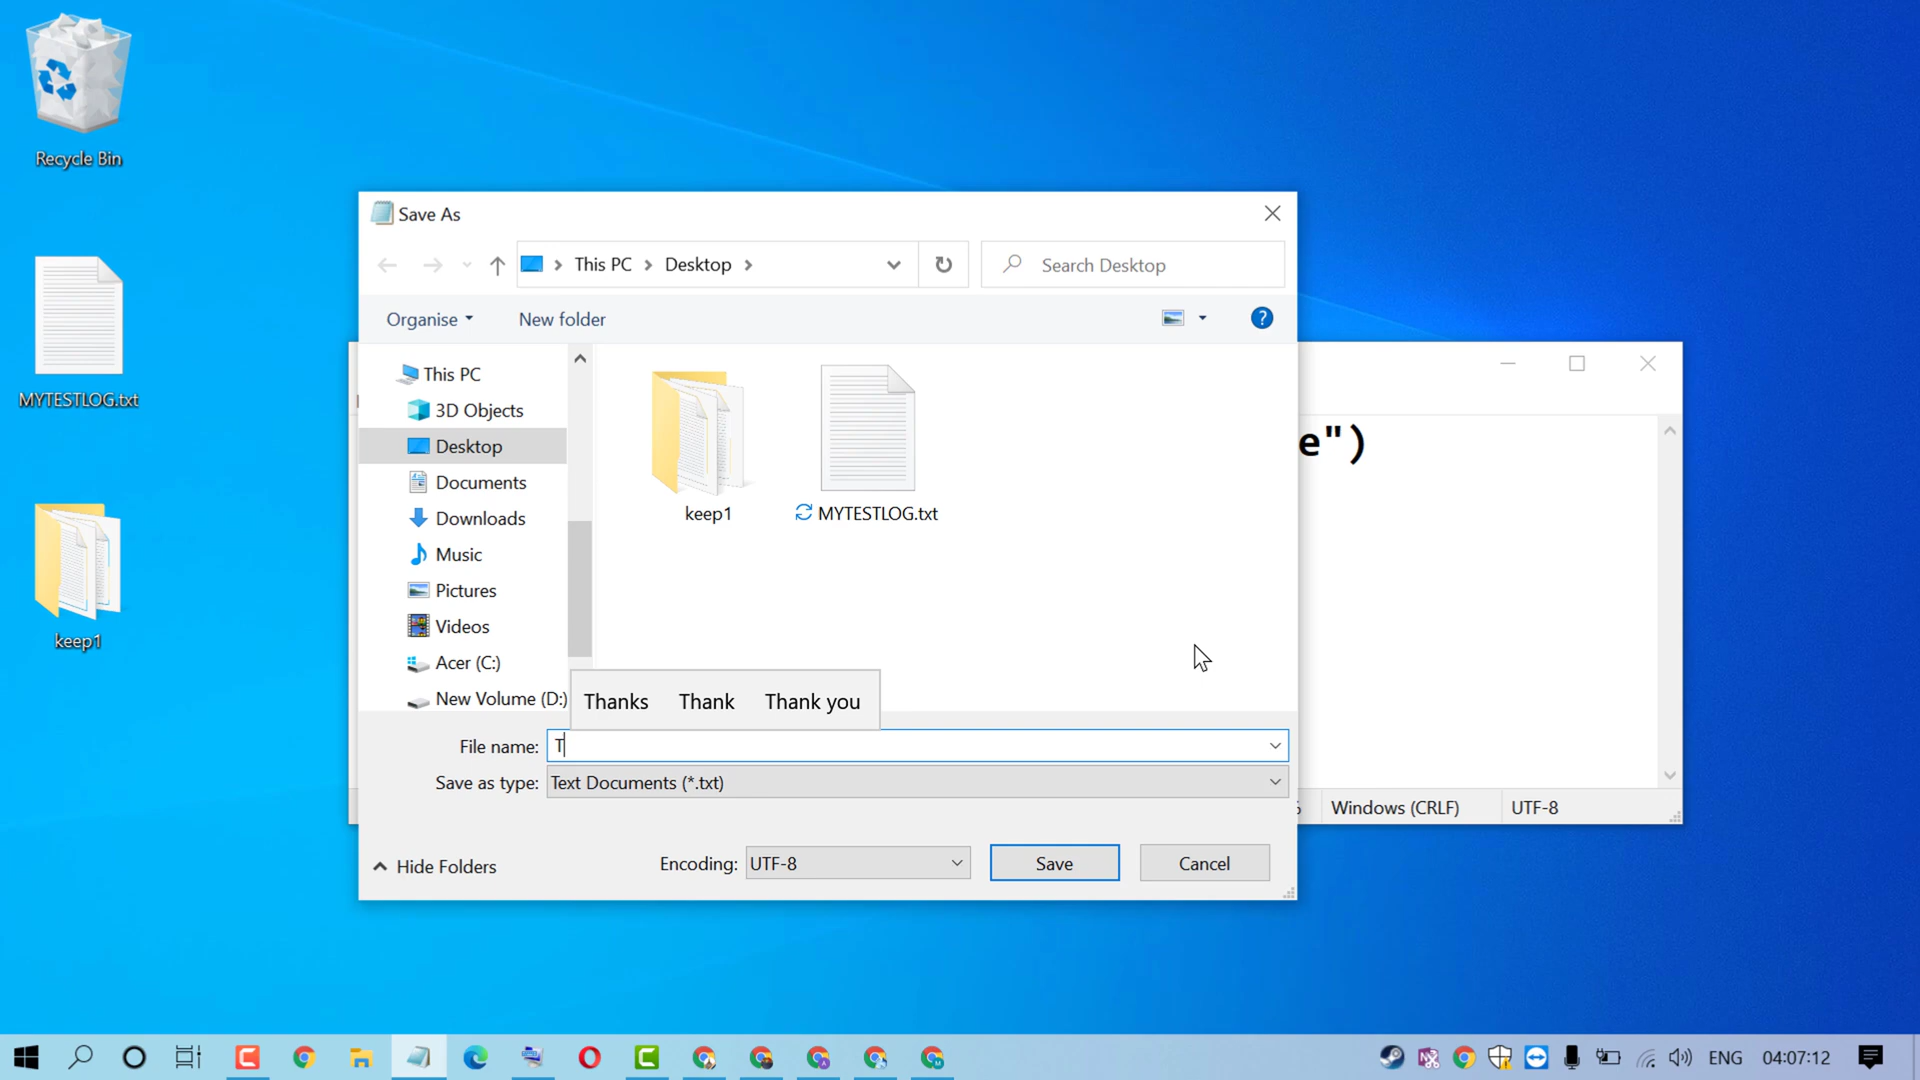 Recycle Bin
MYTESTLOG.txt
keep1
Save As
This PC
Desktop
Search Desktop
Organise
New folder
?
This PC
3D Objects
Desktop
Documents
Downloads
Music
Pictures
Videos
Acer (C:)
New Volume (D:)
keep1
MYTESTLOG.txt
e")
Thanks Thank Thank you
File name: T
Save as type: Text Documents (*.txt)
Windows (CRLF)
UTF-8
Hide Folders
Encoding: UTF-8
Save
Cancel
ENG
04:07:12